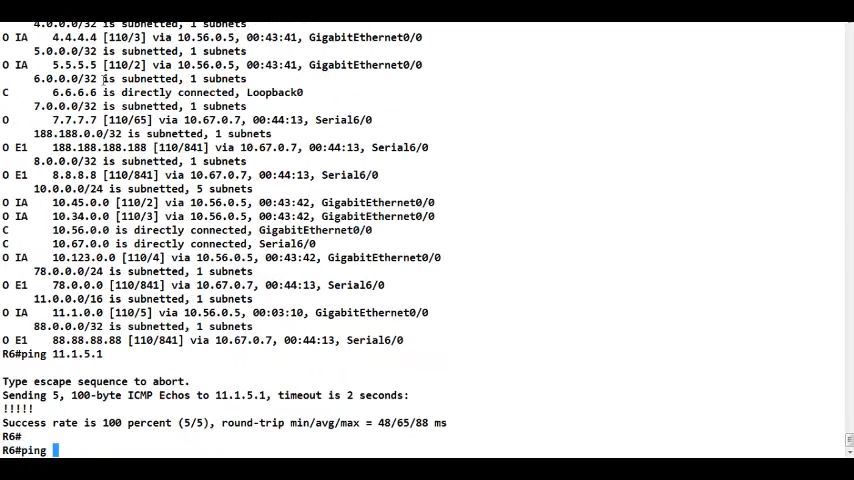 4.0.0.0/32 is subnetted, 1 subnets
O IA    4.4.4.4 [110/3] via 10.56.0.5, 00:43:41, GigabitEthernet0/0
5.0.0.0/32 is subnetted, 1 subnets
O IA    5.5.5.5 [110/2] via 10.56.0.5, 00:43:41, GigabitEthernet0/0
6.0.0.0/32 is subnetted, 1 subnets
C       6.6.6.6 is directly connected, Loopback0
7.0.0.0/32 is subnetted, 1 subnets
O       7.7.7.7 [110/65] via 10.67.0.7, 00:44:13, Serial6/0
188.188.0.0/32 is subnetted, 1 subnets
O E1    188.188.188.188 [110/841] via 10.67.0.7, 00:44:13, Serial6/0
8.0.0.0/32 is subnetted, 1 subnets
O E1    8.8.8.8 [110/841] via 10.67.0.7, 00:44:13, Serial6/0
10.0.0.0/24 is subnetted, 5 subnets
O IA    10.45.0.0 [110/2] via 10.56.0.5, 00:43:42, GigabitEthernet0/0
O IA    10.34.0.0 [110/3] via 10.56.0.5, 00:43:42, GigabitEthernet0/0
C       10.56.0.0 is directly connected, GigabitEthernet0/0
C       10.67.0.0 is directly connected, Serial6/0
O IA    10.123.0.0 [110/4] via 10.56.0.5, 00:43:42, GigabitEthernet0/0
78.0.0.0/24 is subnetted, 1 subnets
O E1    78.0.0.0 [110/841] via 10.67.0.7, 00:44:13, Serial6/0
11.0.0.0/16 is subnetted, 1 subnets
O IA    11.1.0.0 [110/5] via 10.56.0.5, 00:03:10, GigabitEthernet0/0
88.0.0.0/32 is subnetted, 1 subnets
O E1    88.88.88.88 [110/841] via 10.67.0.7, 00:44:13, Serial6/0
R6#ping 11.1.5.1
Type escape sequence to abort.
Sending 5, 100-byte ICMP Echos to 11.1.5.1, timeout is 2 seconds:
!!!!!
Success rate is 100 percent (5/5), round-trip min/avg/max = 48/65/88 ms
R6#
R6#ping